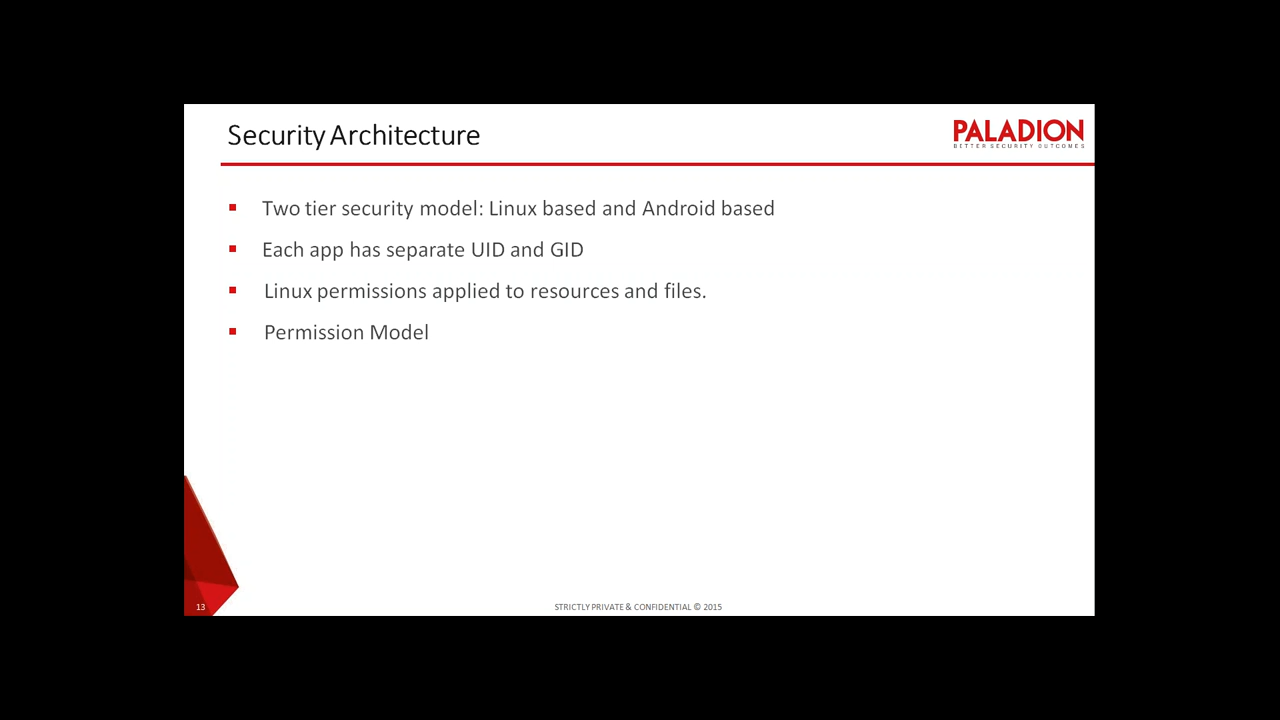 Security Architecture
PALADION
BETTER SECURITY OUTCOMES
Two tier security model: Linux based and Android based
Each app has separate UID and GID
Linux permissions applied to resources and files.
Permission Model
13
STRICTLY PRIVATE & CONFIDENTIAL © 2015